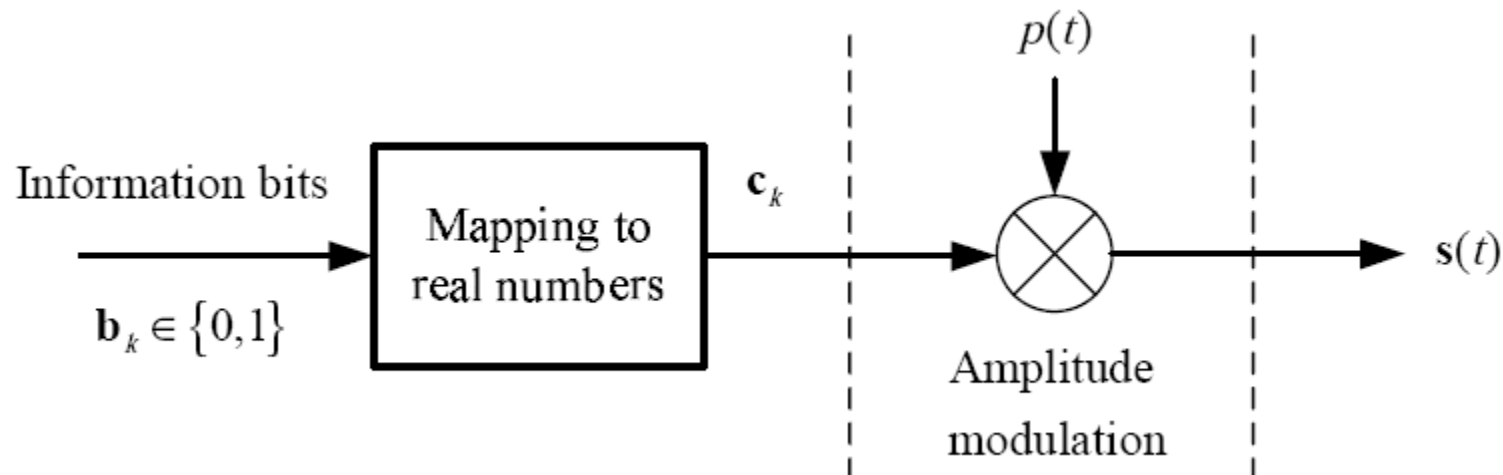 p(t)
Information bits
c_k
Mapping to
real numbers
s(t)
b_k ∈ {0,1}
Amplitude
modulation